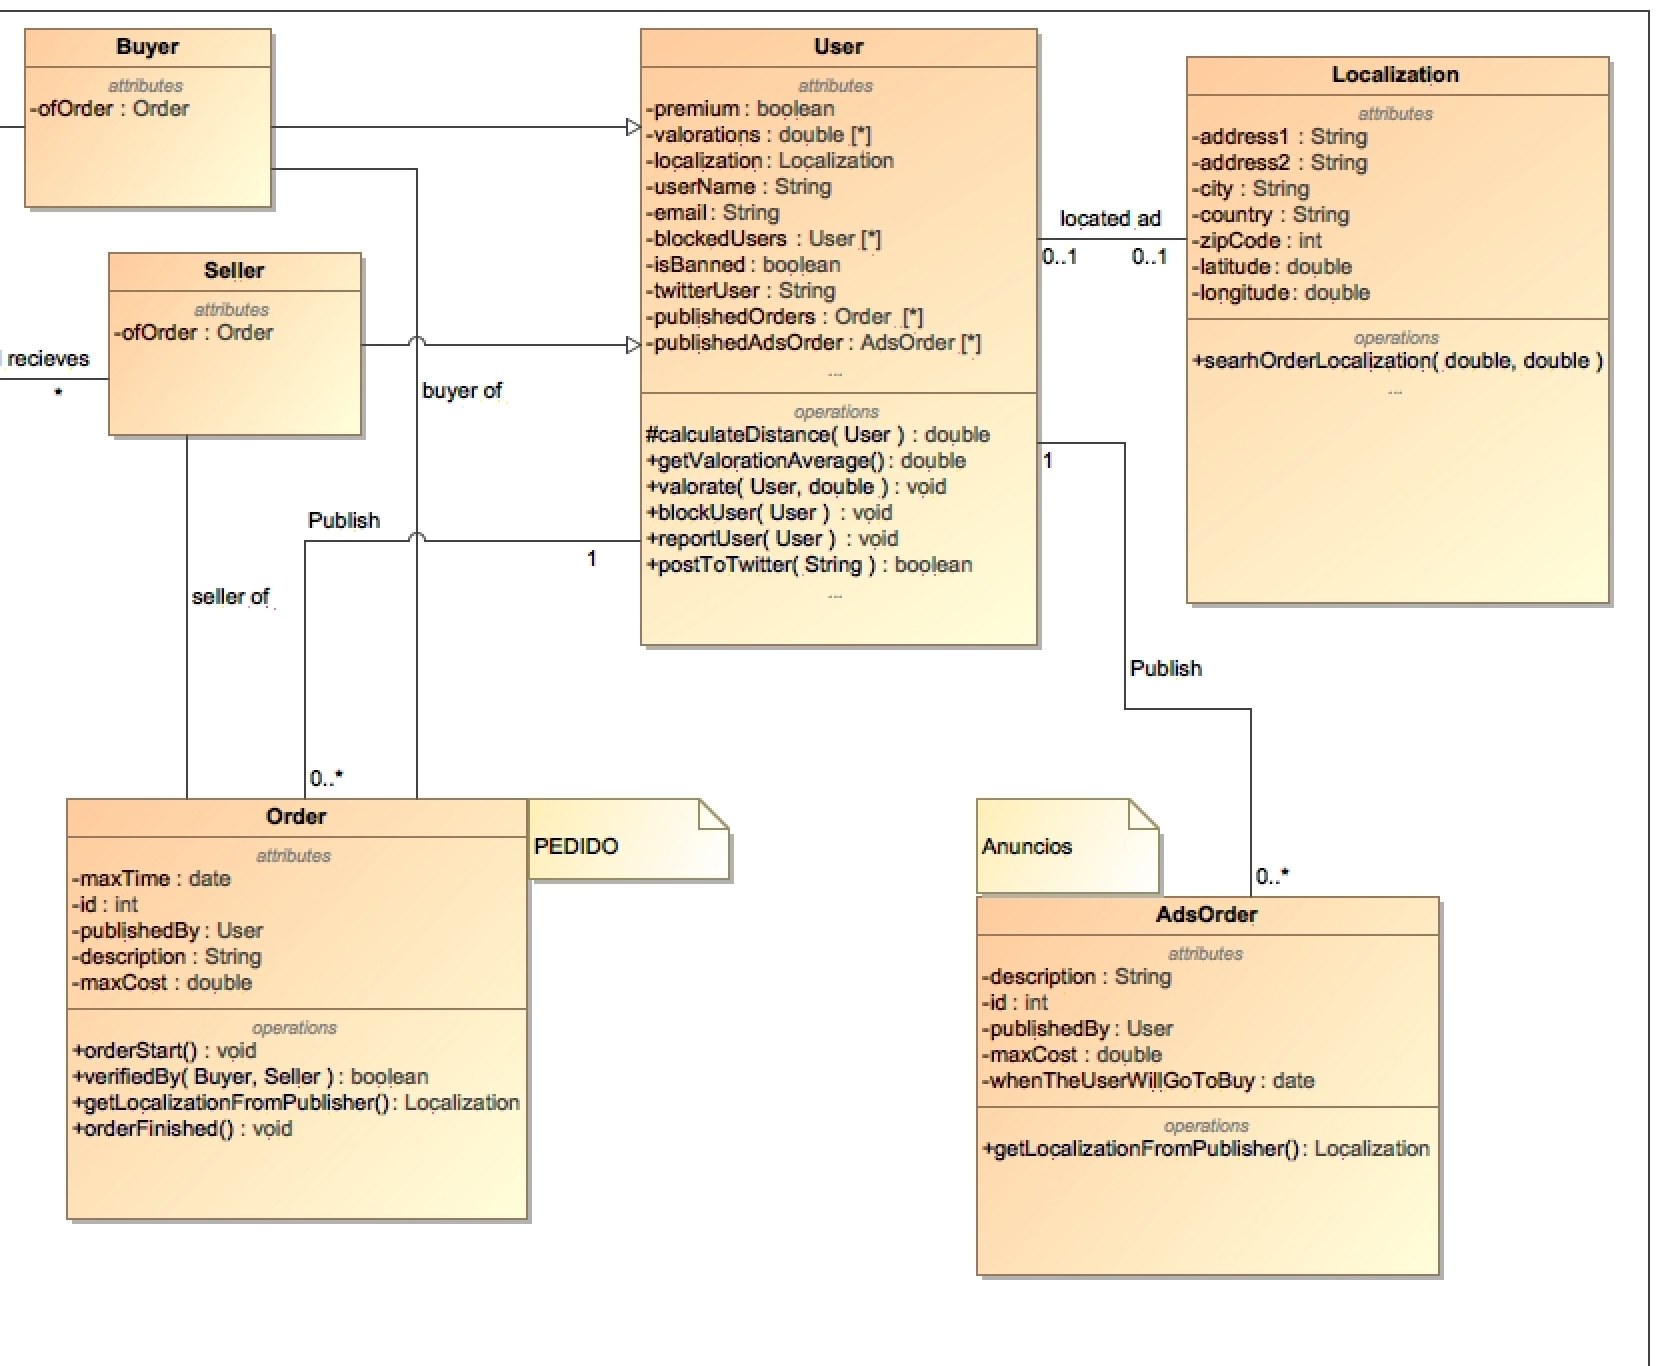 Buyer
attributes
-ofOrder : Order
User
attributes
-premium : boolean
-valorations : double [*]
-localization : Localization
-userName : String
-email : String
-blockedUsers : User [*]
-isBanned : boolean
-twitterUser : String
-publishedOrders : Order [*]
-publishedAdsOrder : AdsOrder [*]
...
operations
#calculateDistance( User ) : double
+getValorationAverage() : double
+valorate( User, double ) : void
+blockUser( User ) : void
+reportUser( User ) : void
+postToTwitter( String ) : boolean
...
Localization
attributes
-address1 : String
-address2 : String
-city : String
-country : String
-zipCode : int
-latitude : double
-longitude : double
operations
+searhOrderLocalization( double, double )
...
located ad
0..1
0..1
Seller
attributes
-ofOrder : Order
recieves
*
buyer of
Publish
1
seller of
0..*
1
Publish
0..*
Order
attributes
-maxTime : date
-id : int
-publishedBy : User
-description : String
-maxCost : double
operations
+orderStart() : void
+verifiedBy( Buyer, Seller ) : boolean
+getLocalizationFromPublisher() : Localization
+orderFinished() : void
PEDIDO
Anuncios
AdsOrder
attributes
-description : String
-id : int
-publishedBy : User
-maxCost : double
-whenTheUserWillGoToBuy : date
operations
+getLocalizationFromPublisher() : Localization